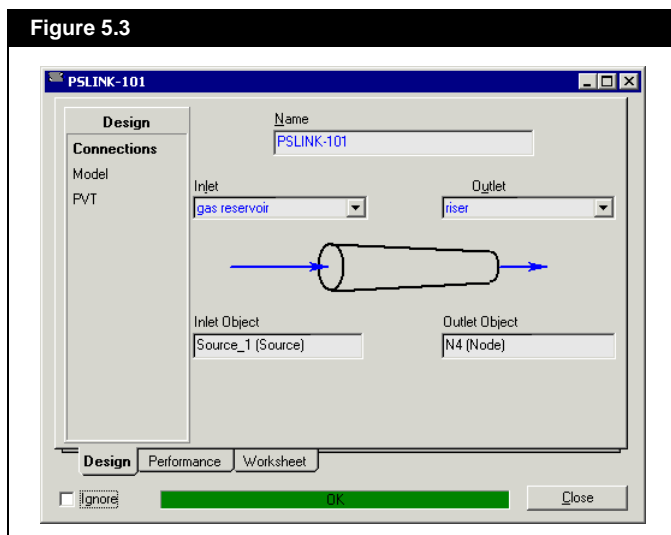 Figure 5.3
PSLINK-101
Design
Connections
Model
PVT
Name
PSLINK-101
Inlet
Outlet
gas reservoir
riser
Inlet Object
Outlet Object
Source_1 (Source)
N4 (Node)
Design Performance Worksheet
Ignore
OK
Close